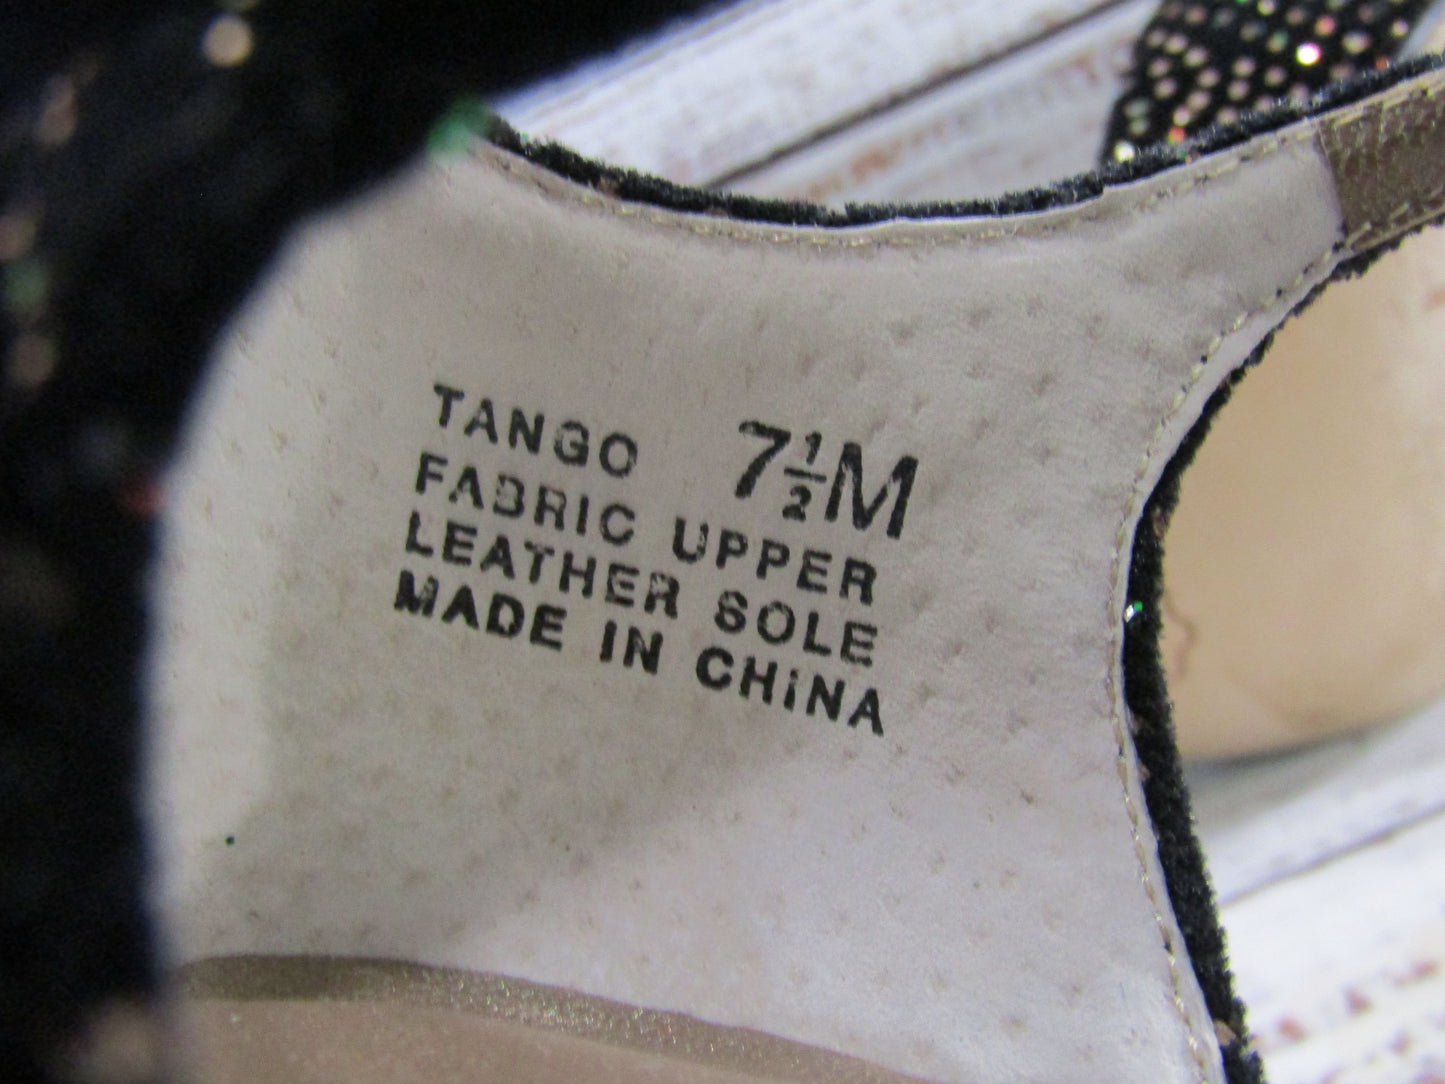 TANGO 7½M
FABRIC UPPER
LEATHER SOLE
MADE IN CHINA